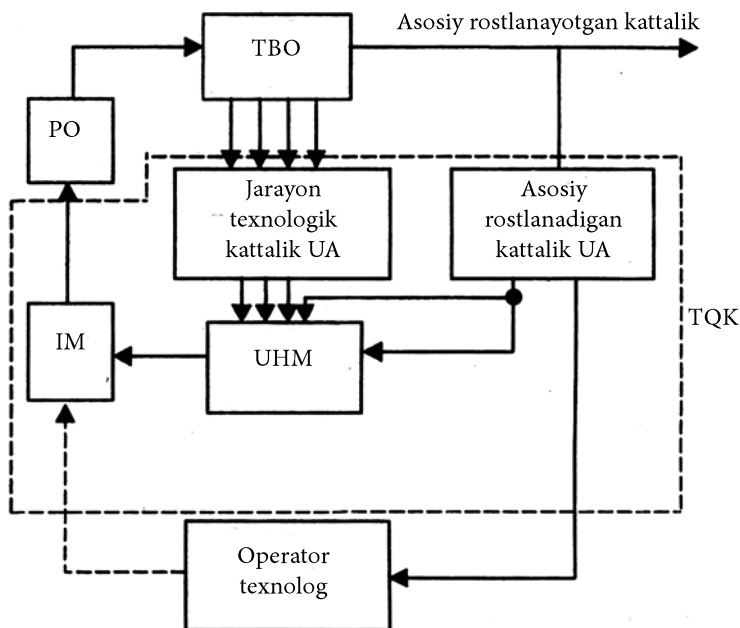 Asosiy rostlanayotgan kattalik
TBO
PO
Jarayon
texnologik
kattalik UA
Asosiy
rostlanadigan
kattalik UA
TQK
IM
UHM
Operator
texnolog